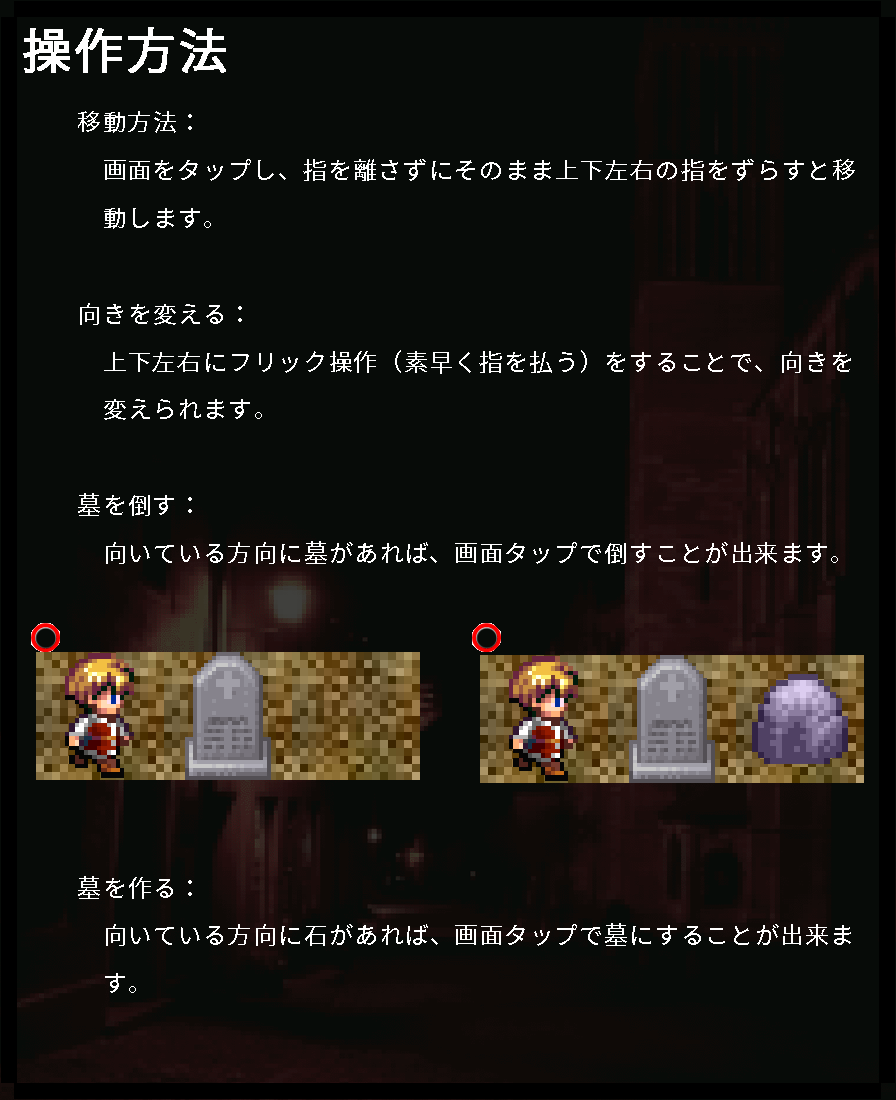 操作方法
移動方法：
画面をタップし、指を離さずにそのまま上下左右の指をずらすと移
動します。
向きを変える：
上下左右にフリック操作（素早く指を払う）をすることで、向きを
変えられます。
墓を倒す：
向いている方向に墓があれば、画面タップで倒すことが出来ます。
墓を作る：
向いている方向に石があれば、画面タップで墓にすることが出来ま
す。